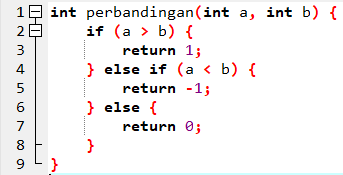 1 int perbandingan(int a, int b) {
2     if (a > b) {
3         return 1;
4     } else if (a < b) {
5         return -1;
6     } else {
7         return 0;
8     }
9 }